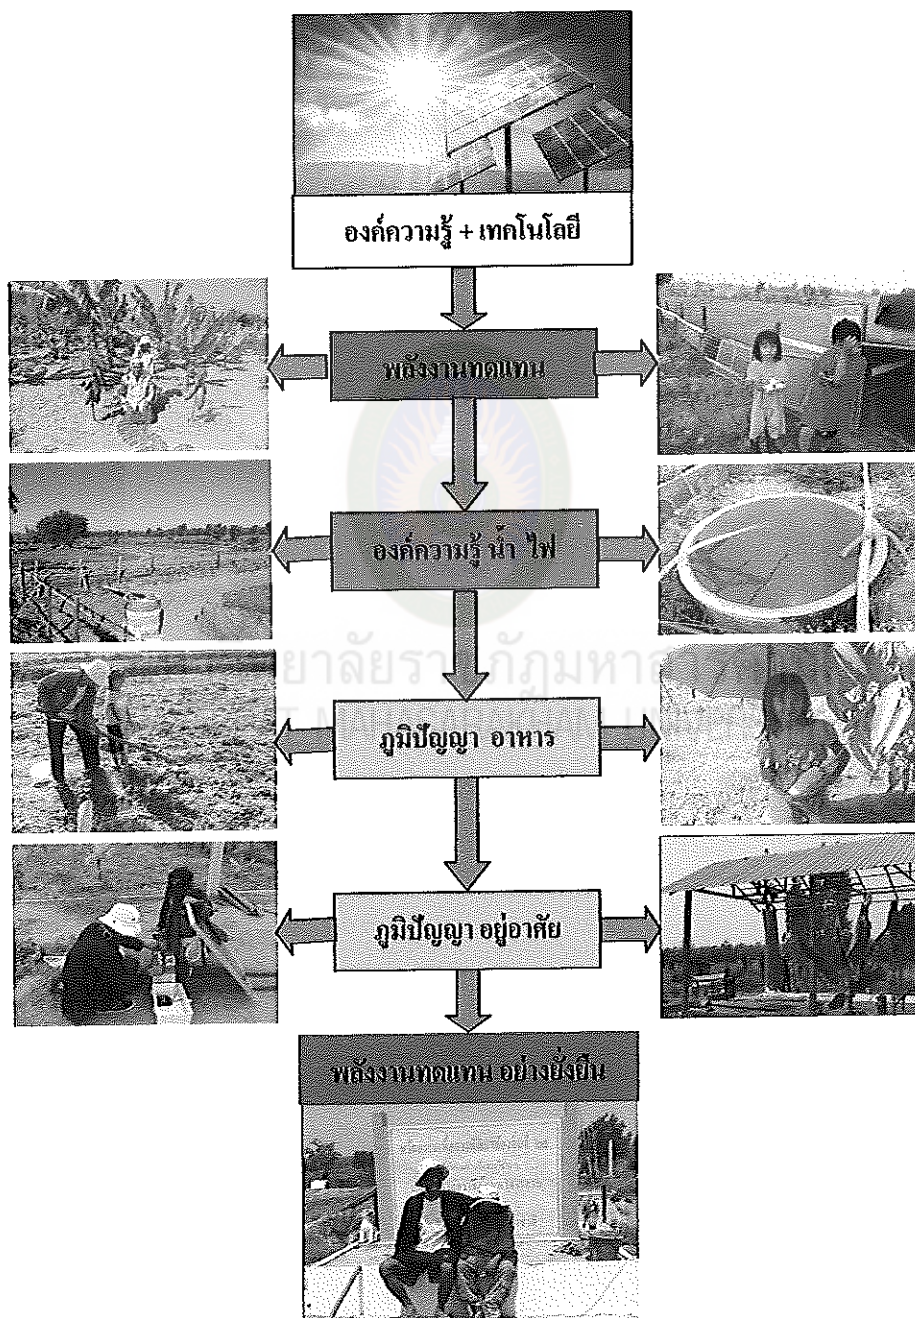 องค์ความรู้ + เทคโนโลยี
พลังงานทดแทน
องค์ความรู้ น้ำ ไฟ
ภูมิปัญญา อาหาร
ภูมิปัญญา อยู่อาศัย
พลังงานทดแทน อย่างยั่งยืน